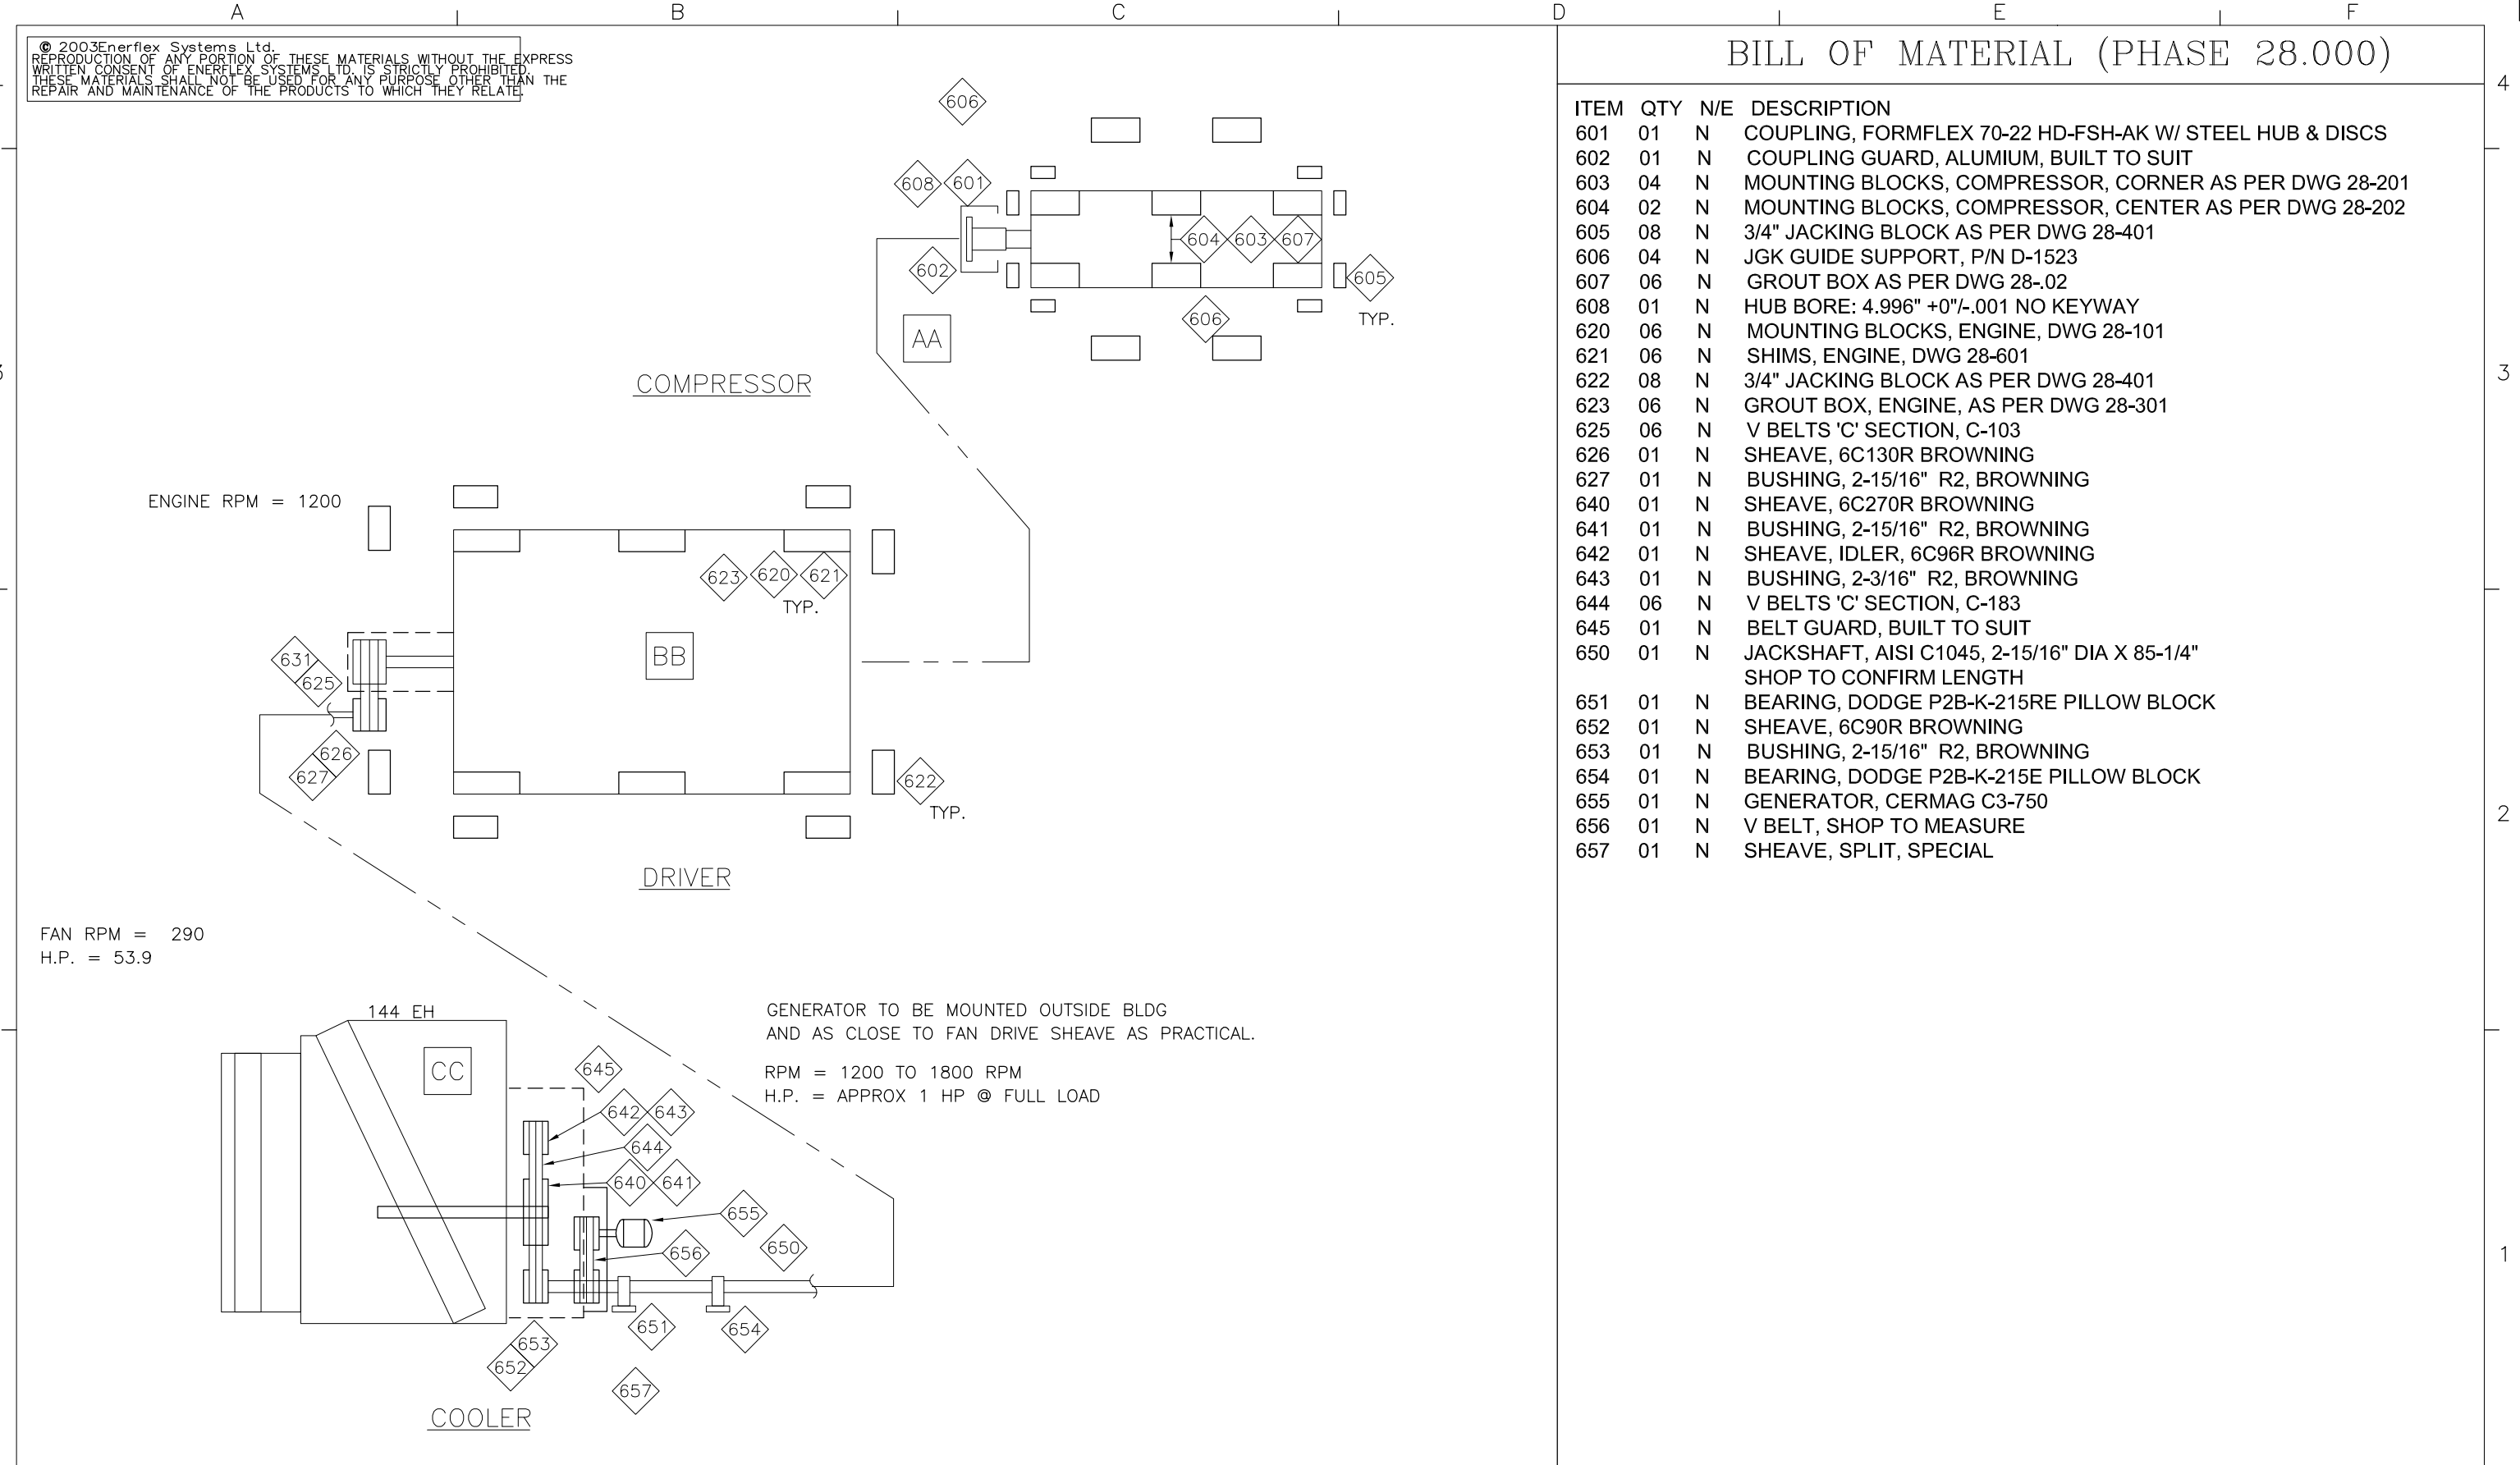 A B C D E F
© 2003Enerflex Systems Ltd.
REPRODUCTION OF ANY PORTION OF THESE MATERIALS WITHOUT THE EXPRESS
WRITTEN CONSENT OF ENERFLEX SYSTEMS LTD. IS STRICTLY PROHIBITED.
THESE MATERIALS SHALL NOT BE USED FOR ANY PURPOSE OTHER THAN THE
REPAIR AND MAINTENANCE OF THE PRODUCTS TO WHICH THEY RELATE.
606
608 601
604 603 607
602
605
TYP.
606
AA
COMPRESSOR
3
ENGINE RPM = 1200
623 620 621
TYP.
BB
631
625
626
627
622
TYP.
DRIVER
FAN RPM = 290
H.P. = 53.9
144 EH
CC
GENERATOR TO BE MOUNTED OUTSIDE BLDG
AND AS CLOSE TO FAN DRIVE SHEAVE AS PRACTICAL.
RPM = 1200 TO 1800 RPM
H.P. = APPROX 1 HP @ FULL LOAD
645
642 643
644
640 641
655
650
656
651
654
653
652
657
COOLER
BILL OF MATERIAL (PHASE 28.000)
ITEM QTY N/E DESCRIPTION
601 01 N COUPLING, FORMFLEX 70-22 HD-FSH-AK W/ STEEL HUB & DISCS
602 01 N COUPLING GUARD, ALUMIUM, BUILT TO SUIT
603 04 N MOUNTING BLOCKS, COMPRESSOR, CORNER AS PER DWG 28-201
604 02 N MOUNTING BLOCKS, COMPRESSOR, CENTER AS PER DWG 28-202
605 08 N 3/4" JACKING BLOCK AS PER DWG 28-401
606 04 N JGK GUIDE SUPPORT, P/N D-1523
607 06 N GROUT BOX AS PER DWG 28-.02
608 01 N HUB BORE: 4.996" +0"/-.001 NO KEYWAY
620 06 N MOUNTING BLOCKS, ENGINE, DWG 28-101
621 06 N SHIMS, ENGINE, DWG 28-601
622 08 N 3/4" JACKING BLOCK AS PER DWG 28-401
623 06 N GROUT BOX, ENGINE, AS PER DWG 28-301
625 06 N V BELTS 'C' SECTION, C-103
626 01 N SHEAVE, 6C130R BROWNING
627 01 N BUSHING, 2-15/16" R2, BROWNING
640 01 N SHEAVE, 6C270R BROWNING
641 01 N BUSHING, 2-15/16" R2, BROWNING
642 01 N SHEAVE, IDLER, 6C96R BROWNING
643 01 N BUSHING, 2-3/16" R2, BROWNING
644 06 N V BELTS 'C' SECTION, C-183
645 01 N BELT GUARD, BUILT TO SUIT
650 01 N JACKSHAFT, AISI C1045, 2-15/16" DIA X 85-1/4"
SHOP TO CONFIRM LENGTH
651 01 N BEARING, DODGE P2B-K-215RE PILLOW BLOCK
652 01 N SHEAVE, 6C90R BROWNING
653 01 N BUSHING, 2-15/16" R2, BROWNING
654 01 N BEARING, DODGE P2B-K-215E PILLOW BLOCK
655 01 N GENERATOR, CERMAG C3-750
656 01 N V BELT, SHOP TO MEASURE
657 01 N SHEAVE, SPLIT, SPECIAL
4
3
2
1